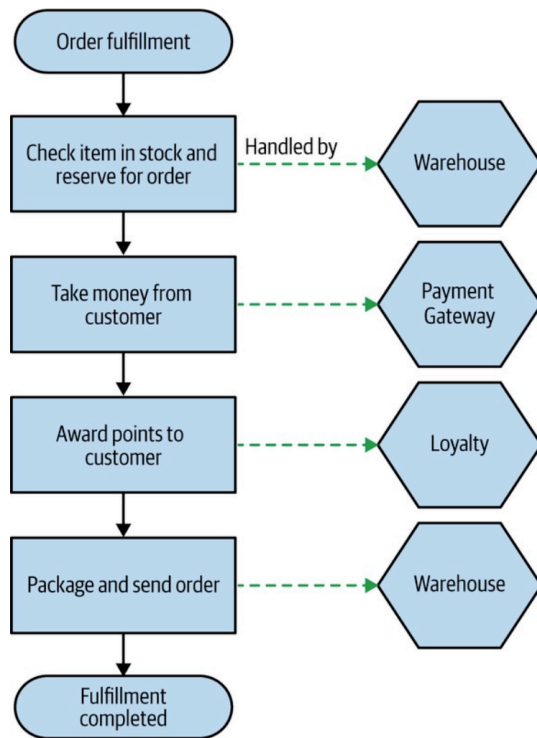 Order fulfillment
Check item in stock and
reserve for order
Handled by
Warehouse
Take money from
customer
Payment
Gateway
Award points to
customer
Loyalty
Package and send order
Warehouse
Fulfillment
completed